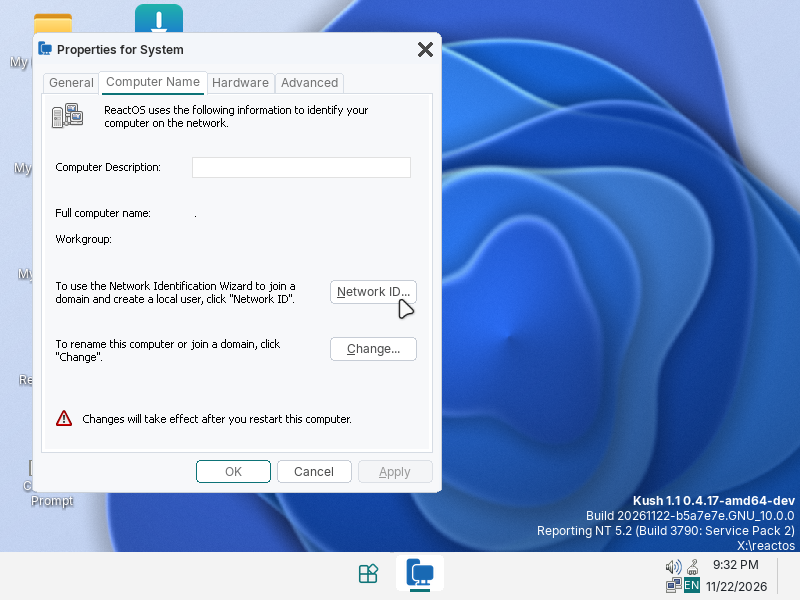 My
My
My
Re
C
Prompt
Properties for System
General
Computer Name
Hardware
Advanced
ReactOS uses the following information to identify your
computer on the network.
Computer Description:
Full computer name:
.
Workgroup:
To use the Network Identification Wizard to join a
domain and create a local user, click "Network ID".
Network ID...
To rename this computer or join a domain, click
"Change".
Change...
Changes will take effect after you restart this computer.
OK
Cancel
Apply
Kush 1.1 0.4.17-amd64-dev
Build 20261122-b5a7e7e.GNU_10.0.0
Reporting NT 5.2 (Build 3790: Service Pack 2)
X:\reactos
9:32 PM
EN
11/22/2026